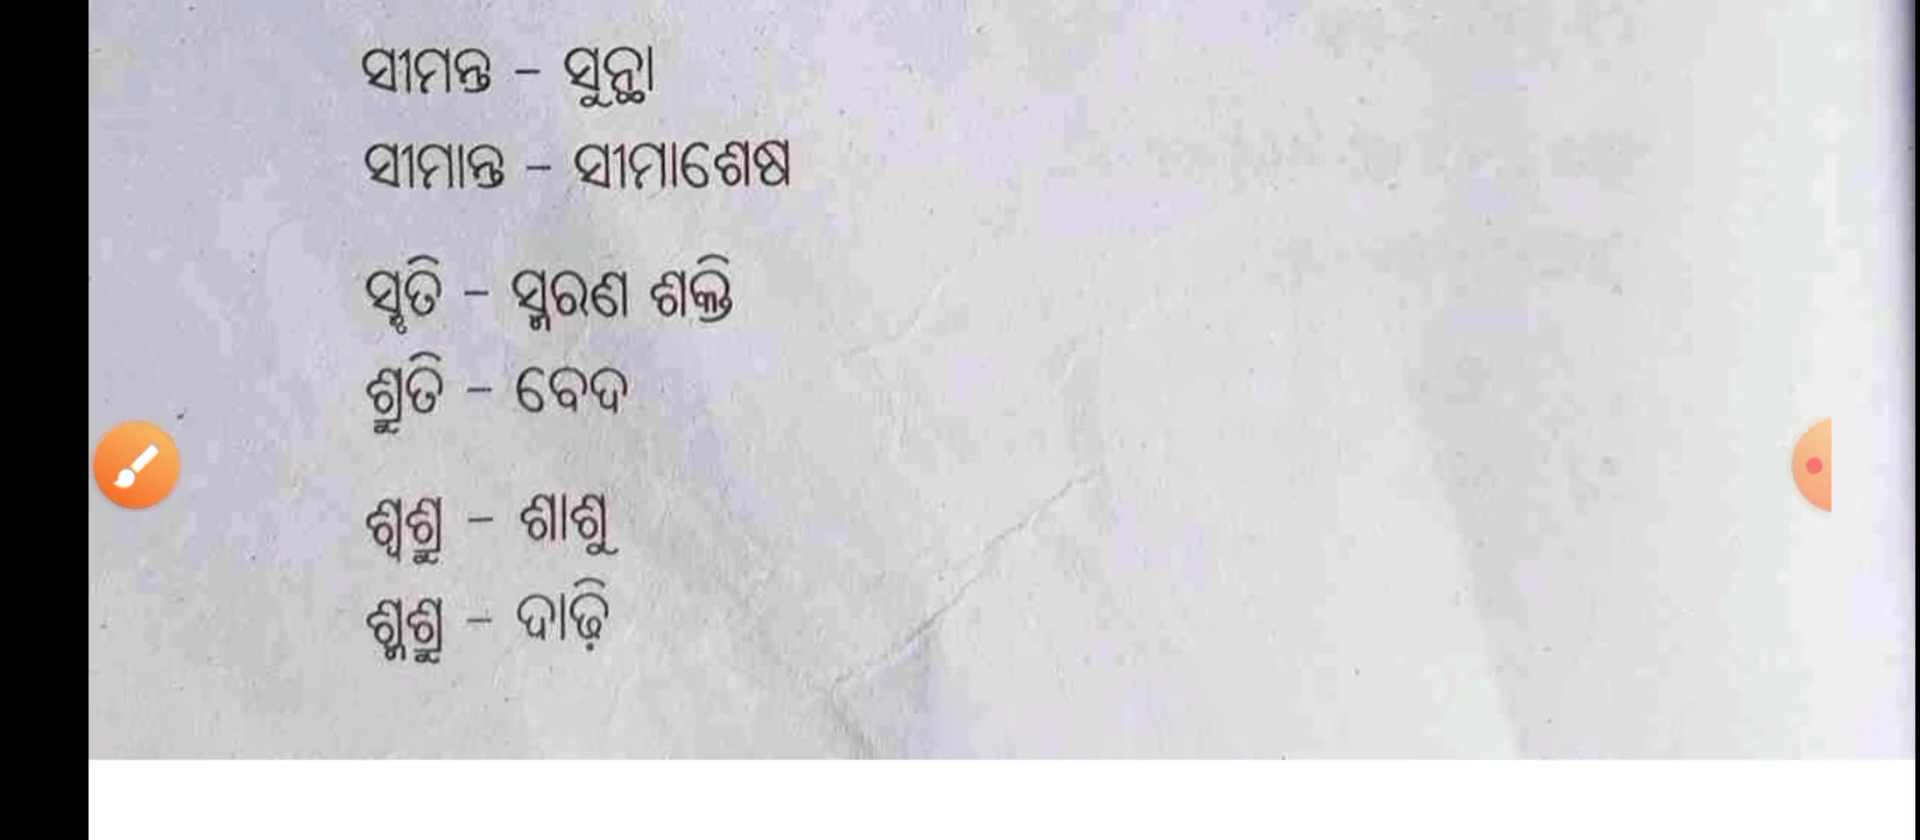 ସୀମନ୍ତ – ସୁନ୍ଥା
ସୀମାନ୍ତ – ସୀମାଶେଷ
ସ୍ମୃତି – ସ୍ମରଣ ଶକ୍ତି
ଶ୍ରୁତି – ବେଦ
ଶ୍ୱଶ୍ରୁ – ଶାଶୁ
ଶ୍ମଶ୍ରୁ – ଦାଢ଼ି